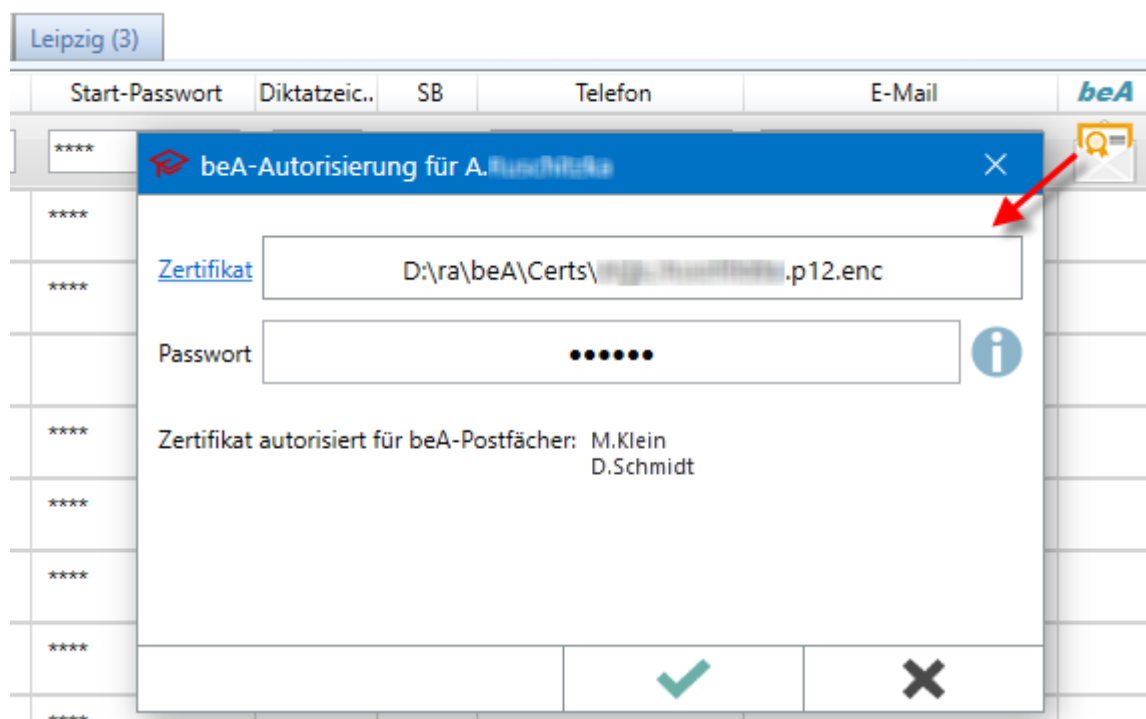 Leipzig (3)
Start-Passwort Diktatzeic.. SB Telefon E-Mail beA
****
beA-Autorisierung für A.
****
Zertifikat D:\ra\beA\Certs\ .p12.enc
****
Passwort ●●●●●●
****
Zertifikat autorisiert für beA-Postfächer: M.Klein
D.Schmidt
****
****
****
****